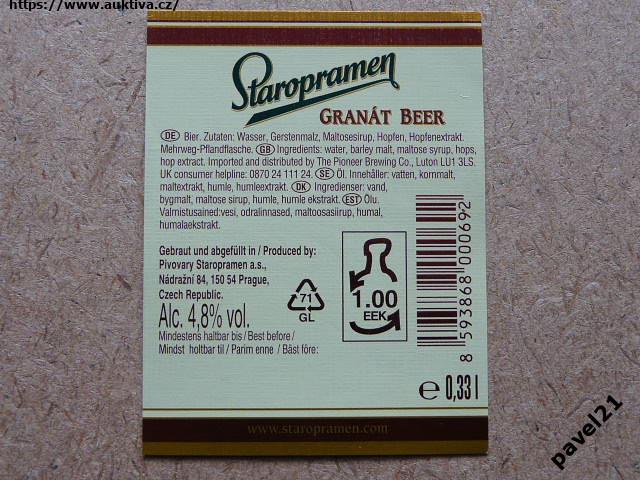 https://www.auktiva.cz/
Staropramen
GRANÁT BEER
DE Bier. Zutaten: Wasser, Gerstenmalz, Maltosesirup, Hopfen, Hopfenextrakt.
Mehrweg-Pflandflasche. GB Ingredients: water, barley malt, maltose syrup, hops,
hop extract. Imported and distributed by The Pioneer Brewing Co., Luton LU1 3LS.
UK consumer helpline: 0870 24 111 24. SE Öl. Innehåller: vatten, kornmalt,
maltextrakt, humle, humleextrakt. DK Ingredienser: vand,
bygmalt, maltose sirup, humle, humle ekstrakt. EST Õlu.
Valmistusained:vesi, odralinnased, maltoosasiirup, humal,
humalaekstrakt.
Gebraut und abgefüllt in / Produced by:
Pivovary Staropramen a.s.,
Nádražní 84, 150 54 Prague,
Czech Republic.
Alc. 4,8% vol.
Mindestens haltbar bis / Best before /
Mindst holtbar til / Parim enne / Bäst före:
71
GL
1.00
EEK
8 593868 000692
e 0,33 l
www.staropramen.com
pavel21